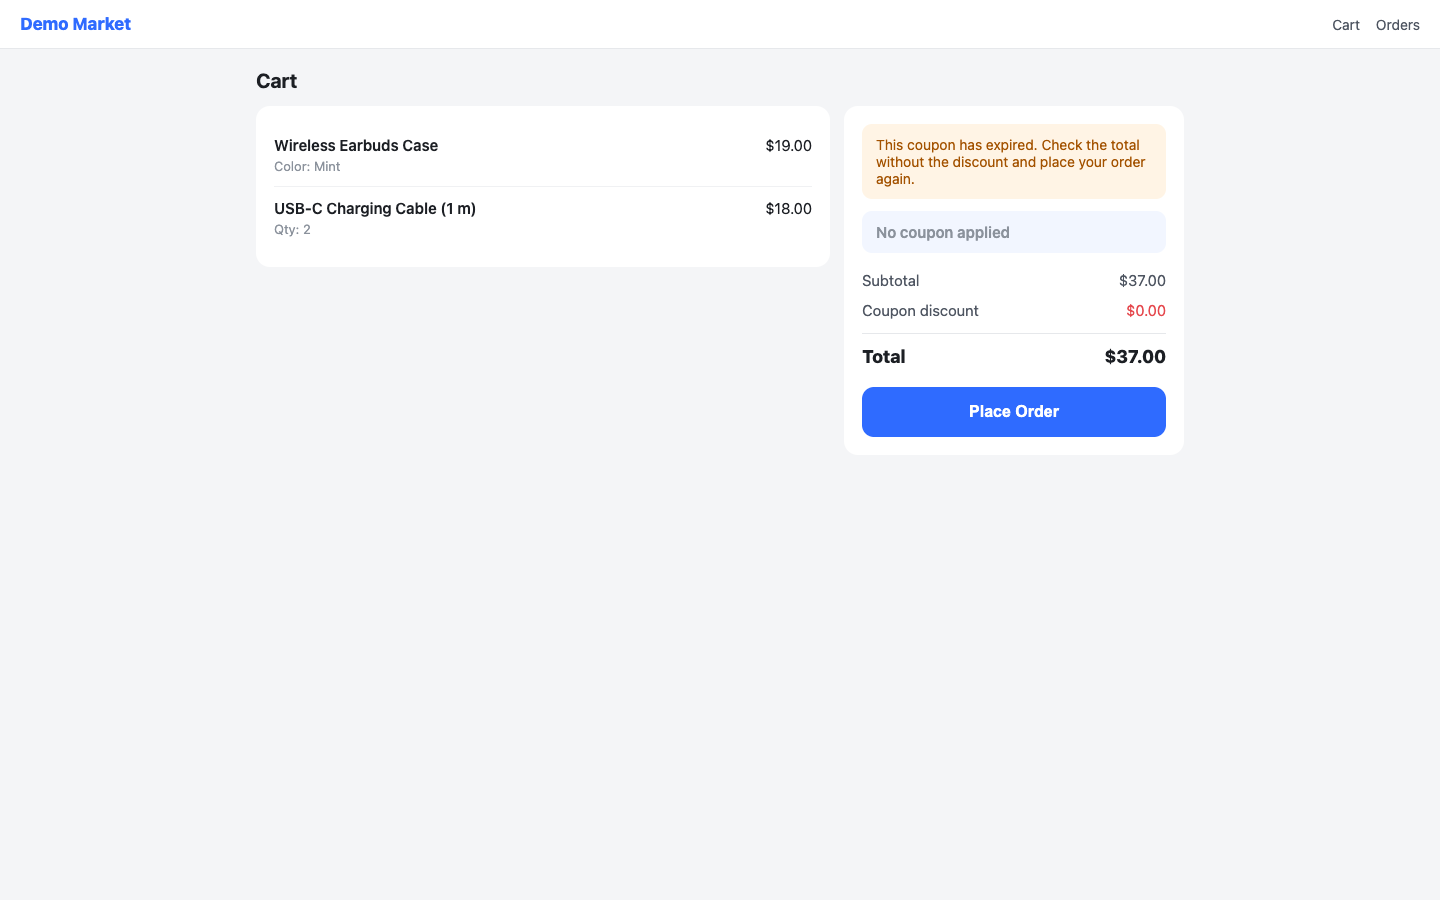 Demo Market
Cart Orders
Cart
Wireless Earbuds Case $19.00
Color: Mint
USB-C Charging Cable (1 m) $18.00
Qty: 2
This coupon has expired. Check the total
without the discount and place your order
again.
No coupon applied
Subtotal $37.00
Coupon discount $0.00
Total $37.00
Place Order